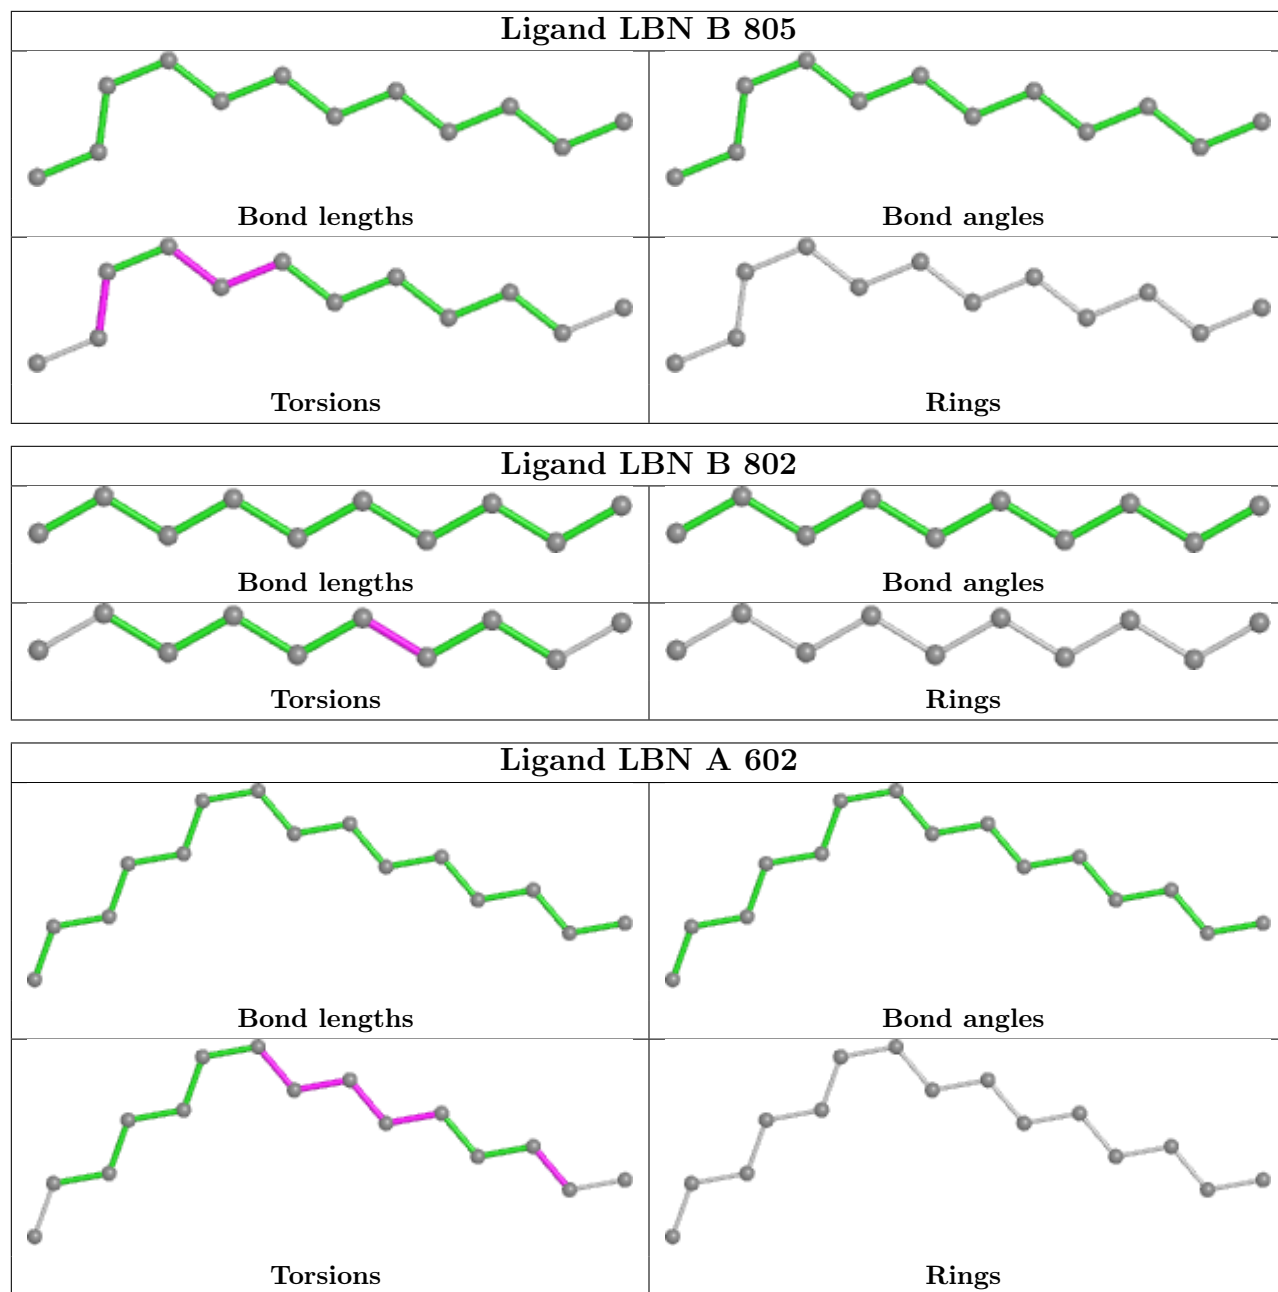 Ligand LBN B 805
Bond lengths
Bond angles
Torsions
Rings
Ligand LBN B 802
Bond lengths
Bond angles
Torsions
Rings
Ligand LBN A 602
Bond lengths
Bond angles
Torsions
Rings